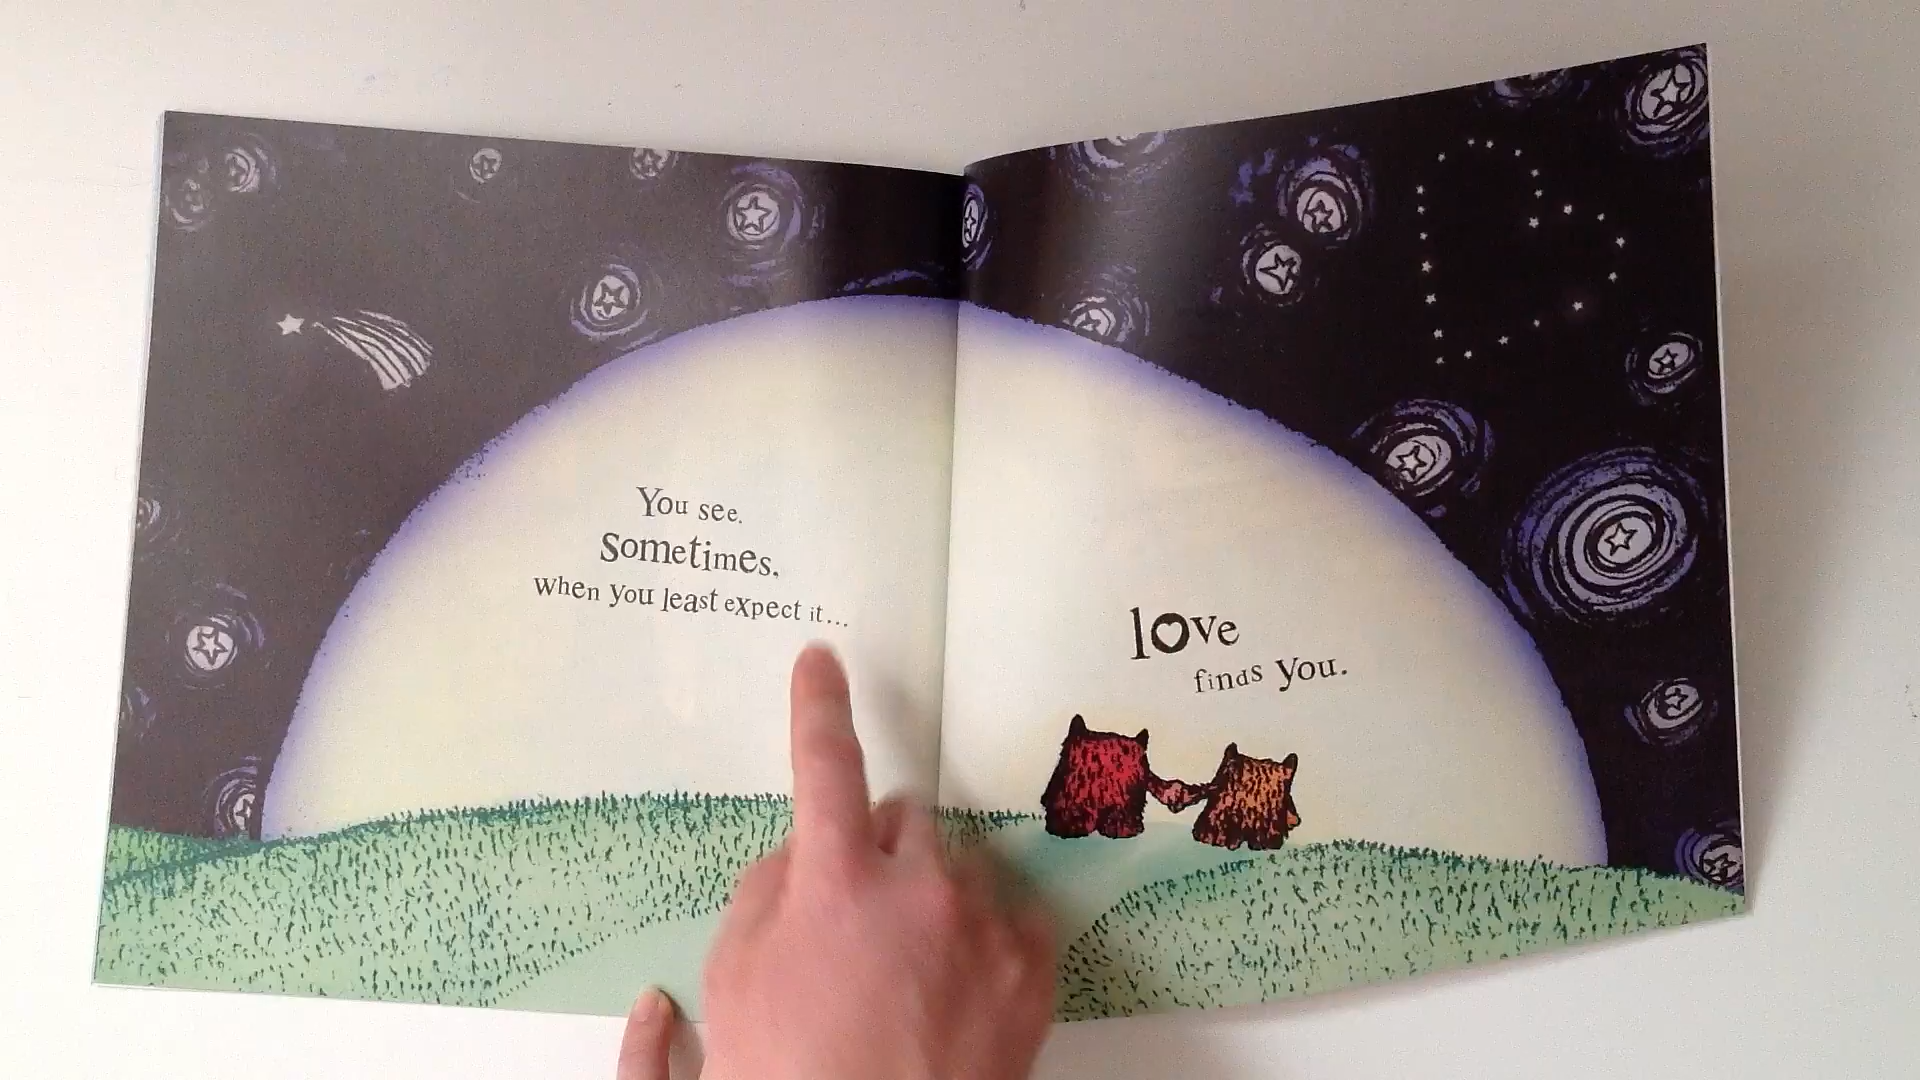 You see.
sometimes,
when you least expect it...
love
finds you.